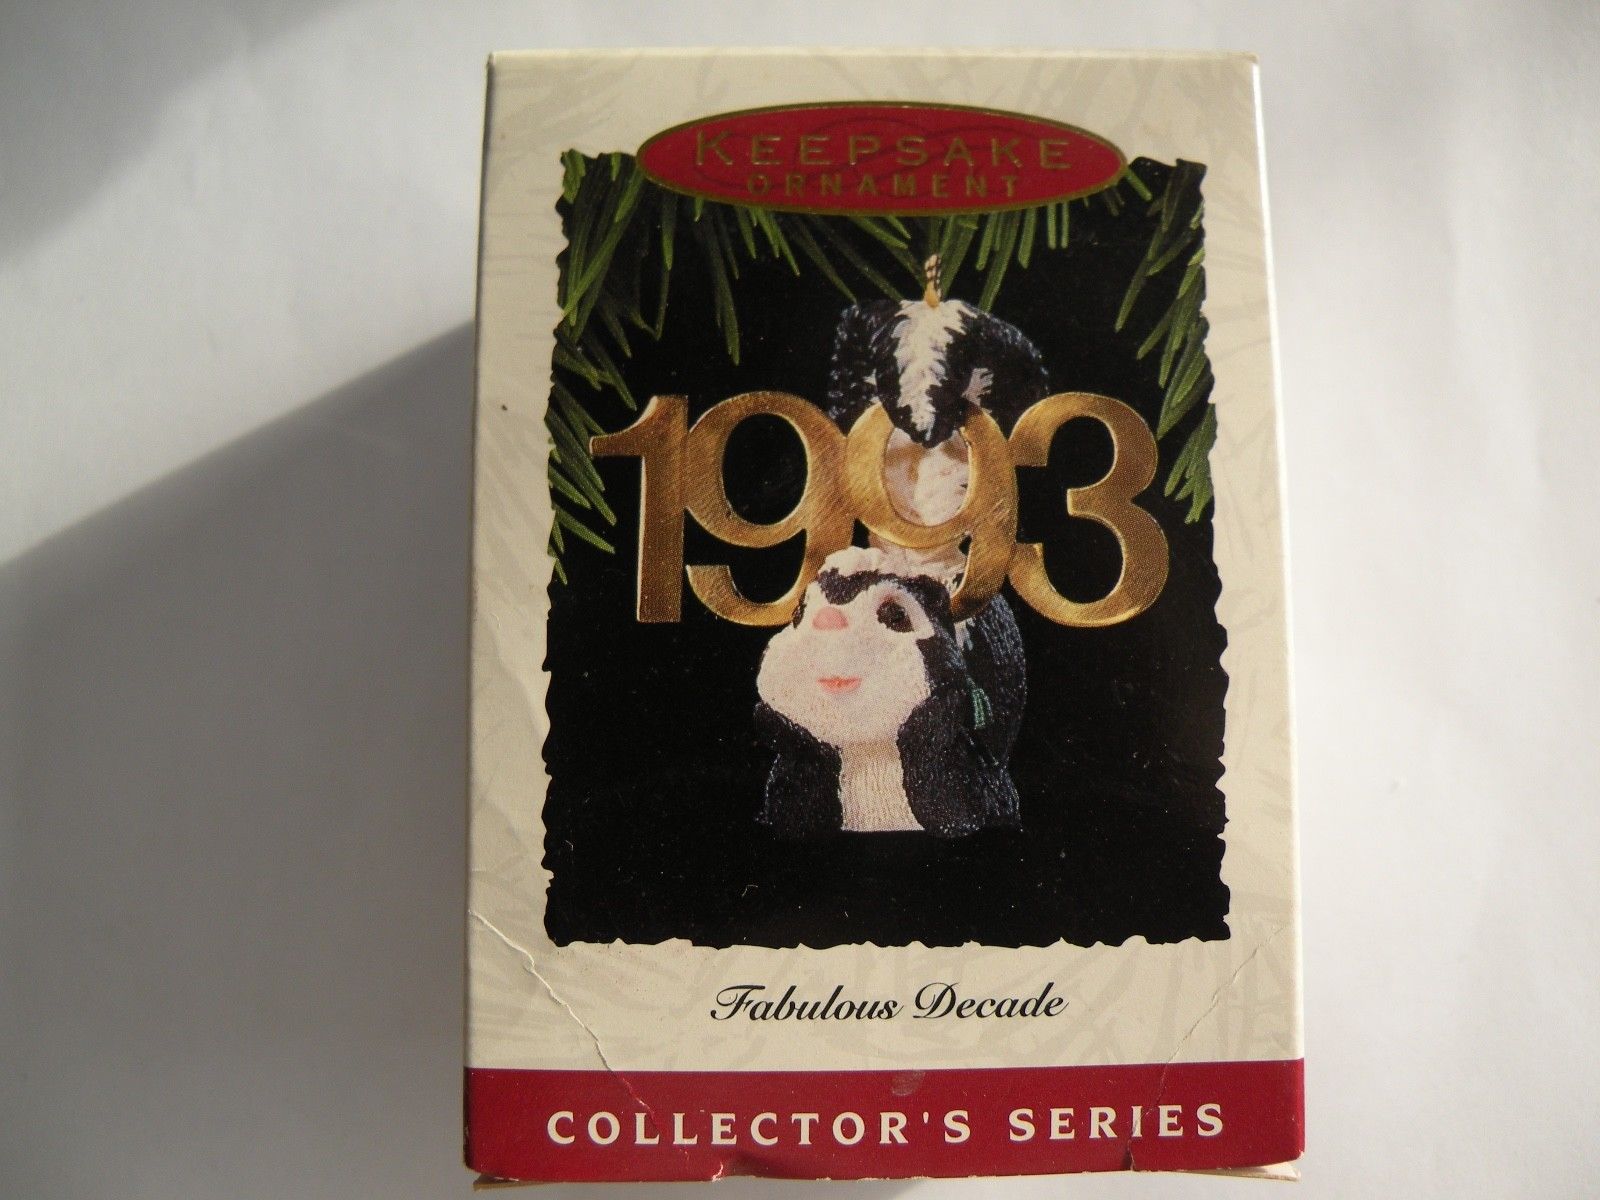 KEEPSAKE
ORNAMENT
1993
Fabulous Decade
COLLECTOR'S SERIES